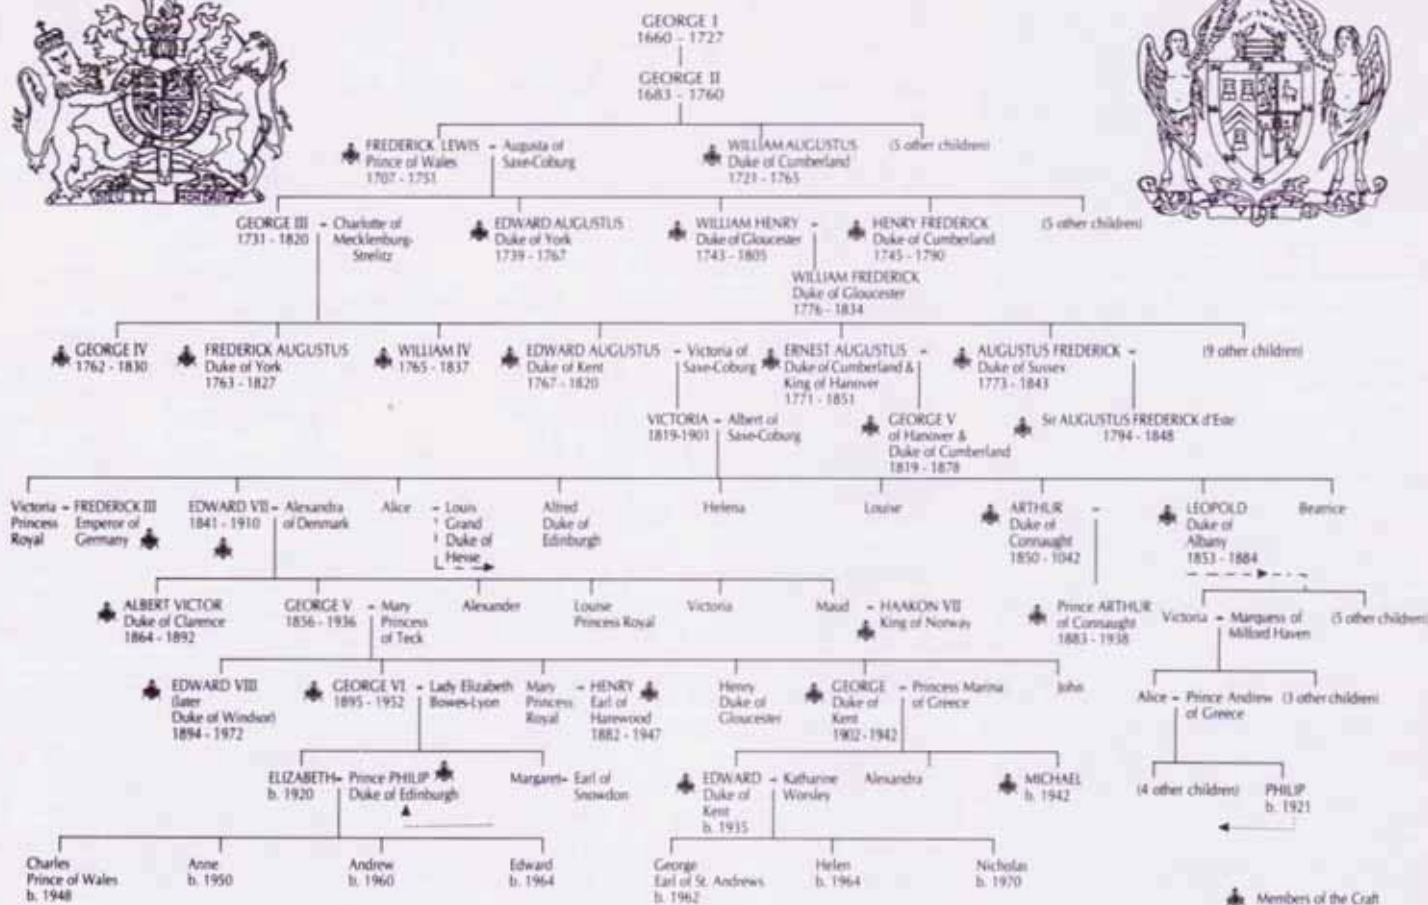 GEORGE I
1660 - 1727
GEORGE II
1683 - 1760
FREDERICK LEWIS - Augusta of
Prince of Wales Saxe-Coburg
1707 - 1751
WILLIAM AUGUSTUS
Duke of Cumberland
1721 - 1765
(5 other children)
GEORGE III - Charlotte of
1731 - 1820 Mecklenburg-
Strelitz
EDWARD AUGUSTUS
Duke of York
1739 - 1767
WILLIAM HENRY -
Duke of Gloucester
1743 - 1805
HENRY FREDERICK
Duke of Cumberland
1745 - 1790
(5 other children)
WILLIAM FREDERICK
Duke of Gloucester
1776 - 1834
GEORGE IV
1762 - 1830
FREDERICK AUGUSTUS
Duke of York
1763 - 1827
WILLIAM IV
1765 - 1837
EDWARD AUGUSTUS - Victoria of
Duke of Kent Saxe-Coburg
1767 - 1820
ERNEST AUGUSTUS -
Duke of Cumberland &
King of Hanover
1771 - 1851
AUGUSTUS FREDERICK -
Duke of Sussex
1773 - 1843
(9 other children)
VICTORIA - Albert of
1819-1901 Saxe-Coburg
GEORGE V
of Hanover &
Duke of Cumberland
1819 - 1878
Sir AUGUSTUS FREDERICK d'Este
1794 - 1848
Victoria - FREDERICK III
Princess Emperor of
Royal Germany
EDWARD VII - Alexandra
1841 - 1910 of Denmark
Alice - Louis
Grand
Duke of
Hesse
Alfred
Duke of
Edinburgh
Helena
Louise
ARTHUR -
Duke of
Connaught
1850 - 1042
LEOPOLD
Duke of
Albany
1853 - 1884
Bearice
ALBERT VICTOR
Duke of Clarence
1864 - 1892
GEORGE V - Mary
1856 - 1936 Princess
of Teck
Alexander
Louise
Princess Royal
Victoria
Maud - HAAKON VII
King of Norway
Prince ARTHUR
of Connaught
1883 - 1938
Victoria - Marquess of
Milford Haven
(5 other children)
EDWARD VIII
(later
Duke of Windsor)
1894 - 1972
GEORGE VI - Lady Elizabeth
1895 - 1952 Bowes-Lyon
Mary - HENRY
Princess Earl of
Royal Harewood
1882 - 1947
Henry
Duke of
Gloucester
GEORGE - Princess Marina
Duke of of Greece
Kent
1902 - 1942
John
Alice - Prince Andrew
of Greece
(3 other children)
ELIZABETH - Prince PHILIP
b. 1920 Duke of Edinburgh
Margaret - Earl of
Snowdon
EDWARD - Katharine
Duke of Worsley
Kent
b. 1935
Alexandra
MICHAEL
b. 1942
(4 other children)
PHILIP
b. 1921
Charles
Prince of Wales
b. 1948
Anne
b. 1950
Andrew
b. 1960
Edward
b. 1964
George
Earl of St. Andrews
b. 1962
Helen
b. 1964
Nicholas
b. 1970
Members of the Craft